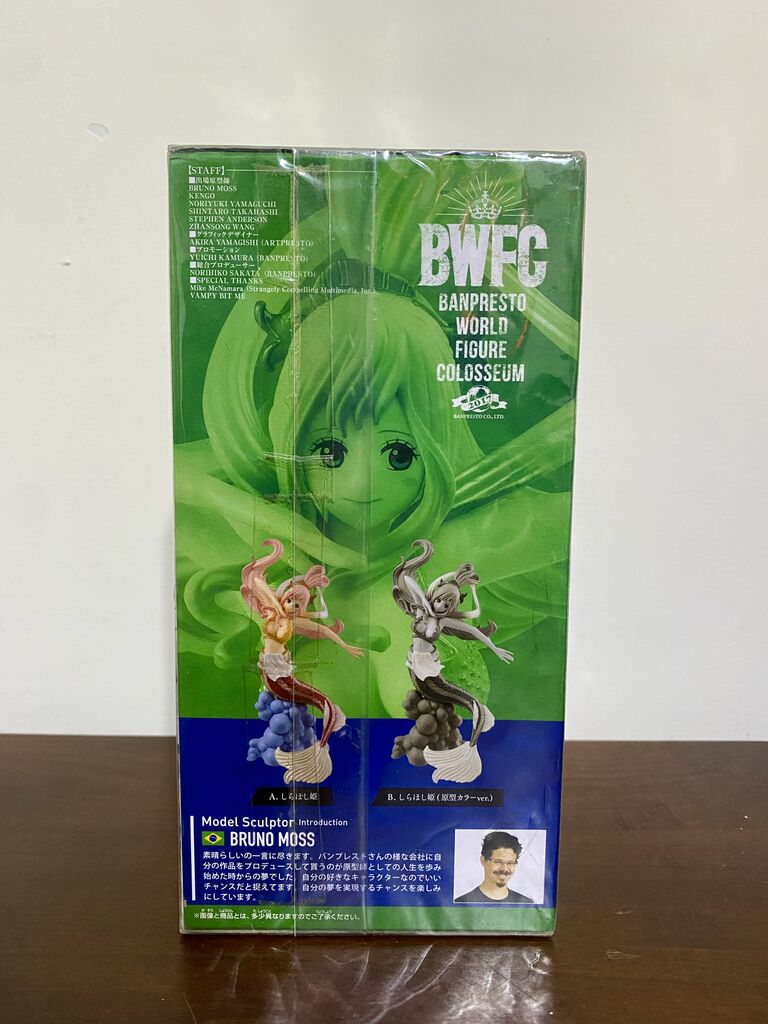 【STAFF】
■出場原型師
BRUNO MOSS
KENGO
NORIYUKI YAMAGUCHI
SHINTARO TAKAHASHI
STEPHEN ANDERSON
ZHANSONG WANG
■グラフィックデザイナー
AKIRA YAMAGISHI (ARTPRESTO)
■プロモーション
YUICHI KAMURA (BANPRESTO)
■総合プロデューサー
NORIHIKO SAKATA (BANPRESTO)
■SPECIAL THANKS
Mike McNamara (Strangely Compelling Multimedia, Inc.)
VAMPY BIT ME
BWFC
BANPRESTO
WORLD
FIGURE
COLOSSEUM
2017
BANPRESTO CO., LTD.
A. しらほし姫
B. しらほし姫 (原型カラーver.)
Model Sculptor Introduction
BRUNO MOSS
素晴らしいの一言に尽きます。バンプレストさんの様な会社に自
分の作品をプロデュースして貰うのが原型師としての人生を歩み
始めた時からの夢でした。自分の好きなキャラクターなのでいい
チャンスだと捉えてます。自分の夢を実現するチャンスを楽しみ
にしています。
※画像と商品とは、多少異なりますのでご了承ください。